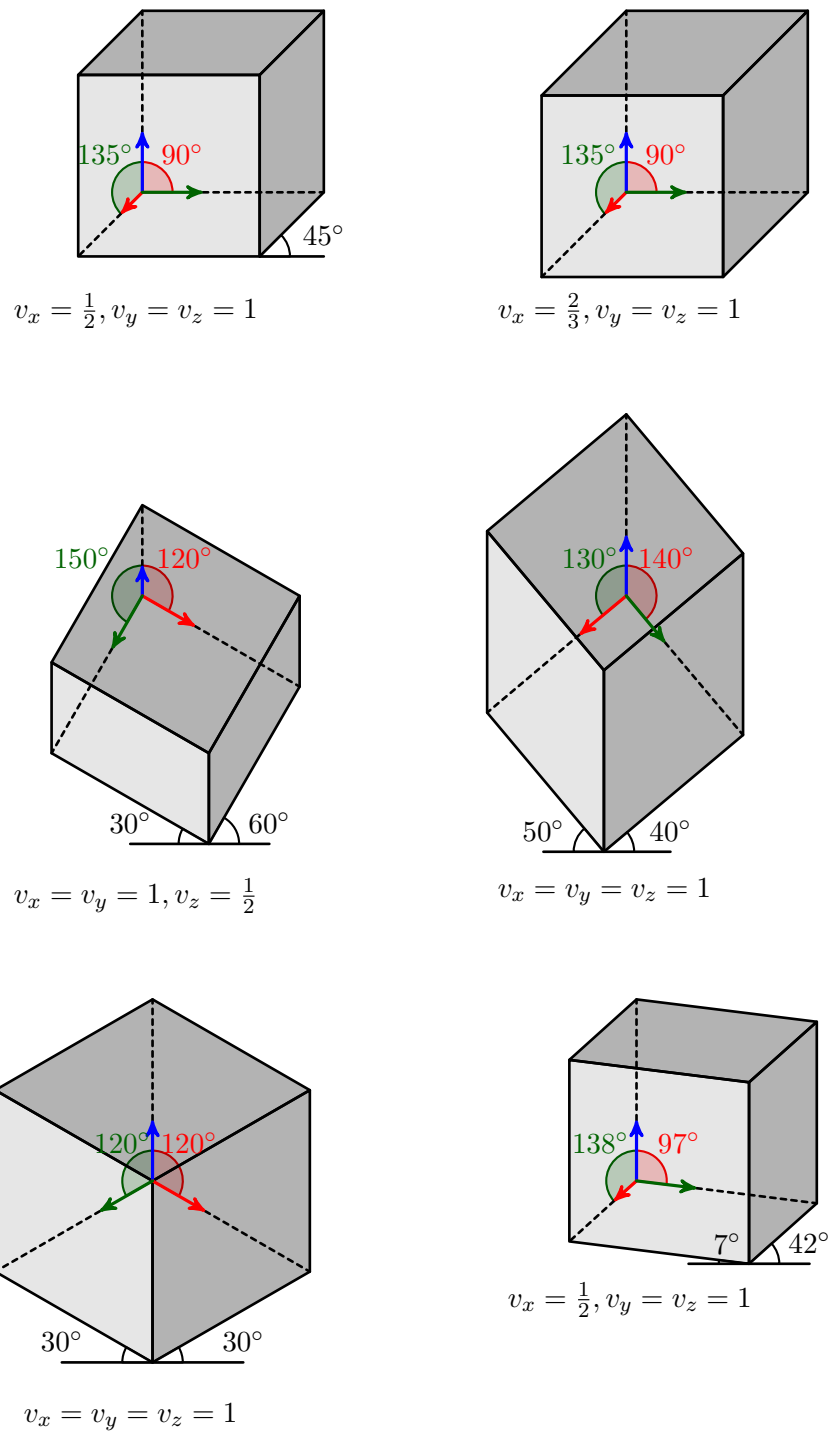 135° 90° 135° 90°
45°
v_x = 1/2, v_y = v_z = 1 v_x = 2/3, v_y = v_z = 1
150° 120° 130° 140°
30° 60° 50° 40°
v_x = v_y = 1, v_z = 1/2 v_x = v_y = v_z = 1
120° 120° 138° 97°
7° 42°
v_x = 1/2, v_y = v_z = 1
30° 30°
v_x = v_y = v_z = 1